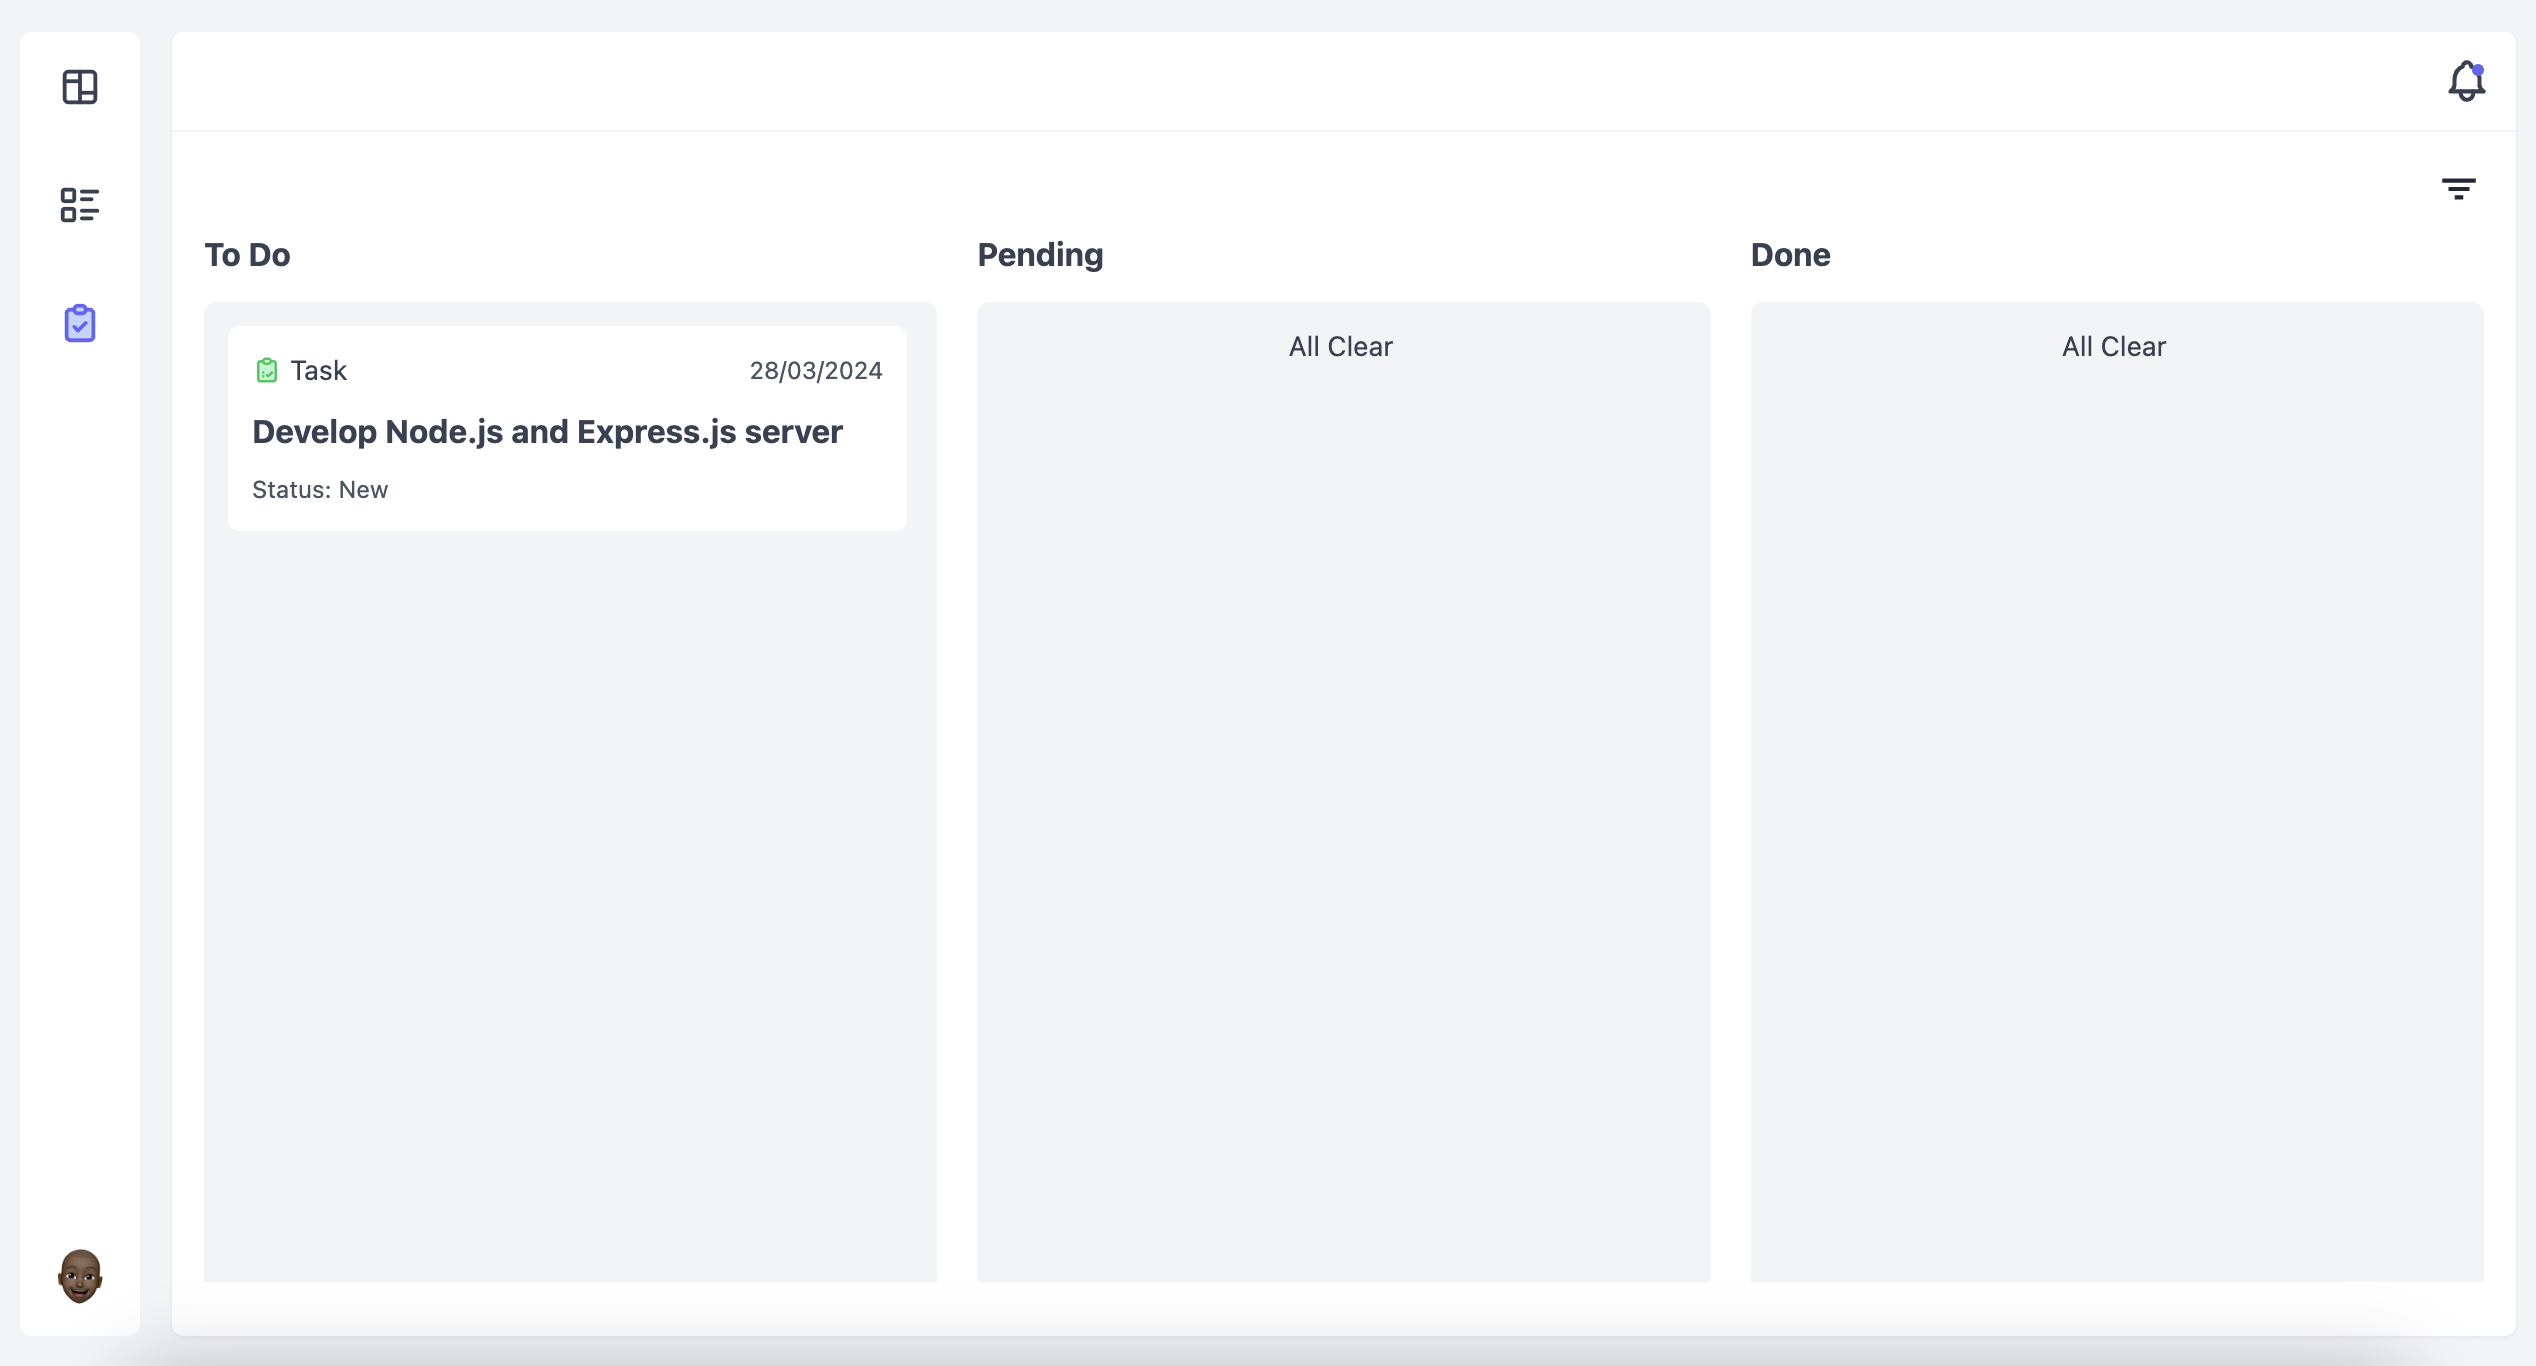 To Do
Pending
Done
Task
28/03/2024
Develop Node.js and Express.js server
Status: New
All Clear
All Clear